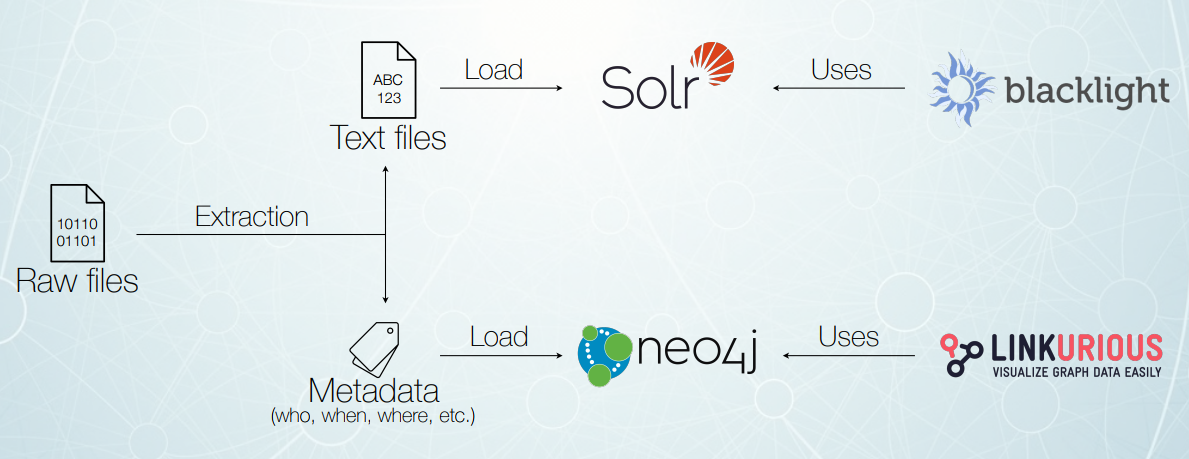 ABC
123
Text files
Load
Solr
Uses
blacklight
10110
01101
Raw files
Extraction
Metadata
(who, when, where, etc.)
Load
neo4j
Uses
LINKURIOUS
VISUALIZE GRAPH DATA EASILY